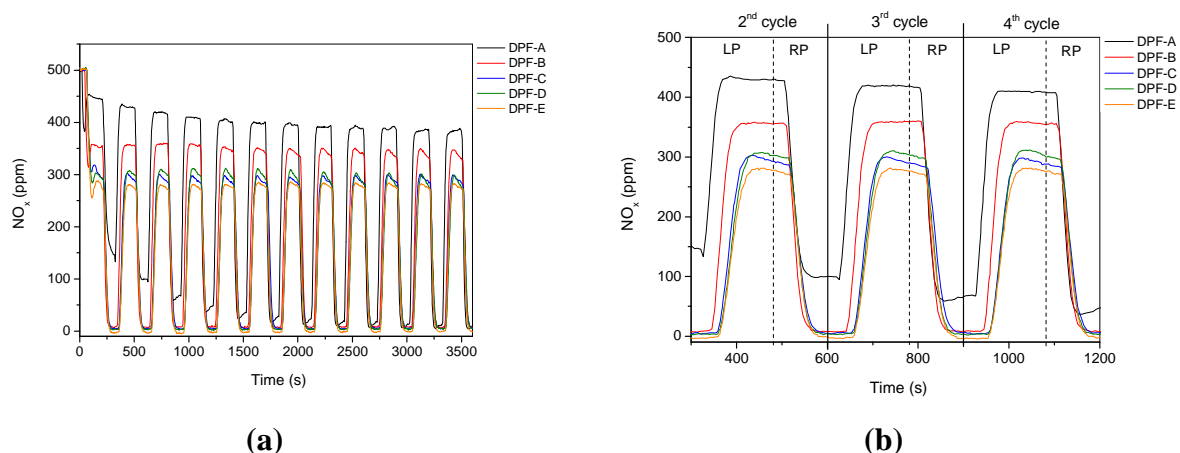 2nd cycle 3rd cycle 4th cycle
500
400
300
200
100
0
NOx (ppm)
0 500 1000 1500 2000 2500 3000 3500
Time (s)
DPF-A
DPF-B
DPF-C
DPF-D
DPF-E
(a)
LP RP LP RP LP RP
500
400
300
200
100
0
NOx (ppm)
400 600 800 1000 1200
Time (s)
DPF-A
DPF-B
DPF-C
DPF-D
DPF-E
(b)